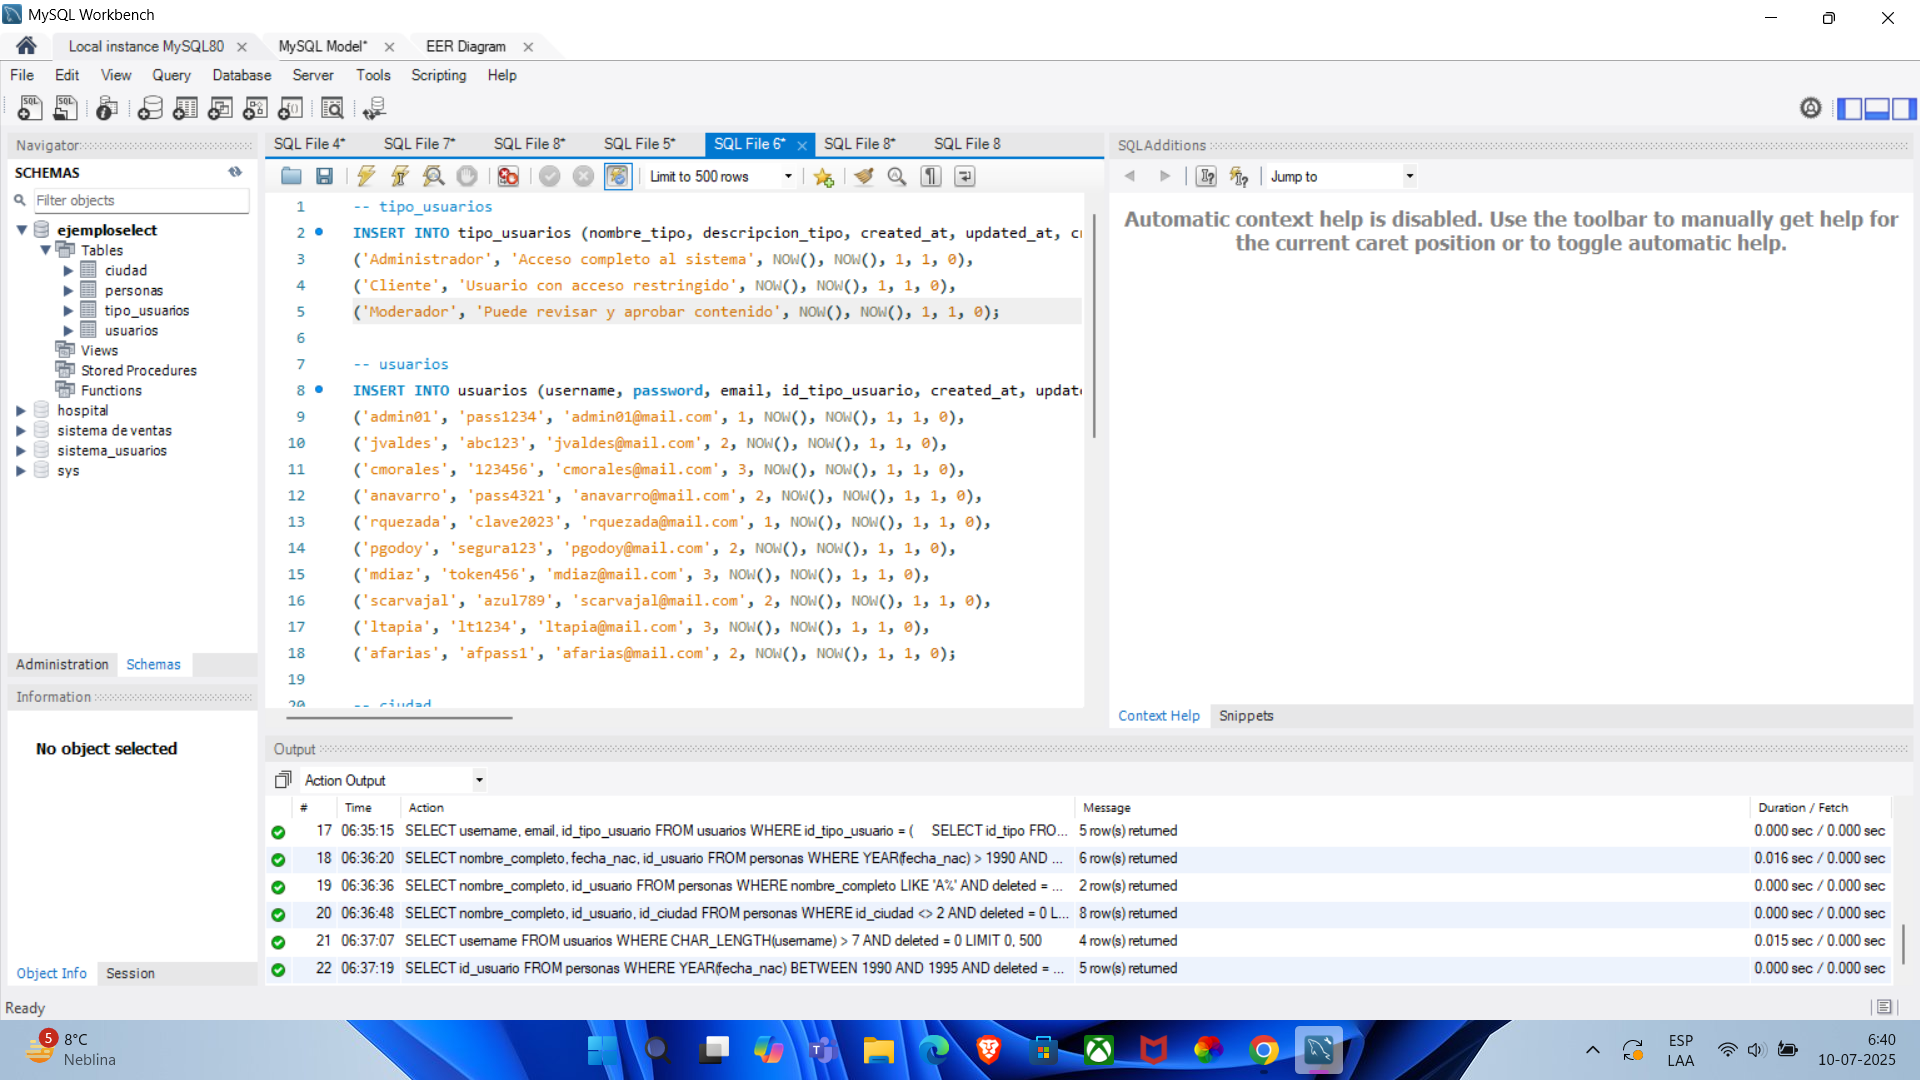 MySQL Workbench
Local instance MySQL80
MySQL Model*
EER Diagram
File Edit View Query Database Server Tools Scripting Help
Navigator
SCHEMAS
Filter objects
ejemploselect
Tables
ciudad
personas
tipo_usuarios
usuarios
Views
Stored Procedures
Functions
hospital
sistema de ventas
sistema_usuarios
sys
Administration Schemas
Information
No object selected
Object Info Session
Ready
SQL File 4* SQL File 7* SQL File 8* SQL File 5* SQL File 6* SQL File 8* SQL File 8
Limit to 500 rows
1 -- tipo_usuarios
2 INSERT INTO tipo_usuarios (nombre_tipo, descripcion_tipo, created_at, updated_at, c
3 ('Administrador', 'Acceso completo al sistema', NOW(), NOW(), 1, 1, 0),
4 ('Cliente', 'Usuario con acceso restringido', NOW(), NOW(), 1, 1, 0),
5 ('Moderador', 'Puede revisar y aprobar contenido', NOW(), NOW(), 1, 1, 0);
6
7 -- usuarios
8 INSERT INTO usuarios (username, password, email, id_tipo_usuario, created_at, update
9 ('admin01', 'pass1234', 'admin01@mail.com', 1, NOW(), NOW(), 1, 1, 0),
10 ('jvaldes', 'abc123', 'jvaldes@mail.com', 2, NOW(), NOW(), 1, 1, 0),
11 ('cmorales', '123456', 'cmorales@mail.com', 3, NOW(), NOW(), 1, 1, 0),
12 ('anavarro', 'pass4321', 'anavarro@mail.com', 2, NOW(), NOW(), 1, 1, 0),
13 ('rquezada', 'clave2023', 'rquezada@mail.com', 1, NOW(), NOW(), 1, 1, 0),
14 ('pgodoy', 'segura123', 'pgodoy@mail.com', 2, NOW(), NOW(), 1, 1, 0),
15 ('mdiaz', 'token456', 'mdiaz@mail.com', 3, NOW(), NOW(), 1, 1, 0),
16 ('scarvajal', 'azul789', 'scarvajal@mail.com', 2, NOW(), NOW(), 1, 1, 0),
17 ('ltapia', 'lt1234', 'ltapia@mail.com', 3, NOW(), NOW(), 1, 1, 0),
18 ('afarias', 'afpass1', 'afarias@mail.com', 2, NOW(), NOW(), 1, 1, 0);
19
20 -- ciudad
SQLAdditions
Jump to
Automatic context help is disabled. Use the toolbar to manually get help for
the current caret position or to toggle automatic help.
Context Help Snippets
Output
Action Output
# Time Action Message Duration / Fetch
17 06:35:15 SELECT username, email, id_tipo_usuario FROM usuarios WHERE id_tipo_usuario = ( SELECT id_tipo FRO... 5 row(s) returned 0.000 sec / 0.000 sec
18 06:36:20 SELECT nombre_completo, fecha_nac, id_usuario FROM personas WHERE YEAR(fecha_nac) > 1990 AND ... 6 row(s) returned 0.016 sec / 0.000 sec
19 06:36:36 SELECT nombre_completo, id_usuario FROM personas WHERE nombre_completo LIKE 'A%' AND deleted = ... 2 row(s) returned 0.000 sec / 0.000 sec
20 06:36:48 SELECT nombre_completo, id_usuario, id_ciudad FROM personas WHERE id_ciudad <> 2 AND deleted = 0 L... 8 row(s) returned 0.000 sec / 0.000 sec
21 06:37:07 SELECT username FROM usuarios WHERE CHAR_LENGTH(username) > 7 AND deleted = 0 LIMIT 0, 500 4 row(s) returned 0.015 sec / 0.000 sec
22 06:37:19 SELECT id_usuario FROM personas WHERE YEAR(fecha_nac) BETWEEN 1990 AND 1995 AND deleted = ... 5 row(s) returned 0.000 sec / 0.000 sec
5
8°C
Neblina
ESP
LAA
6:40
10-07-2025